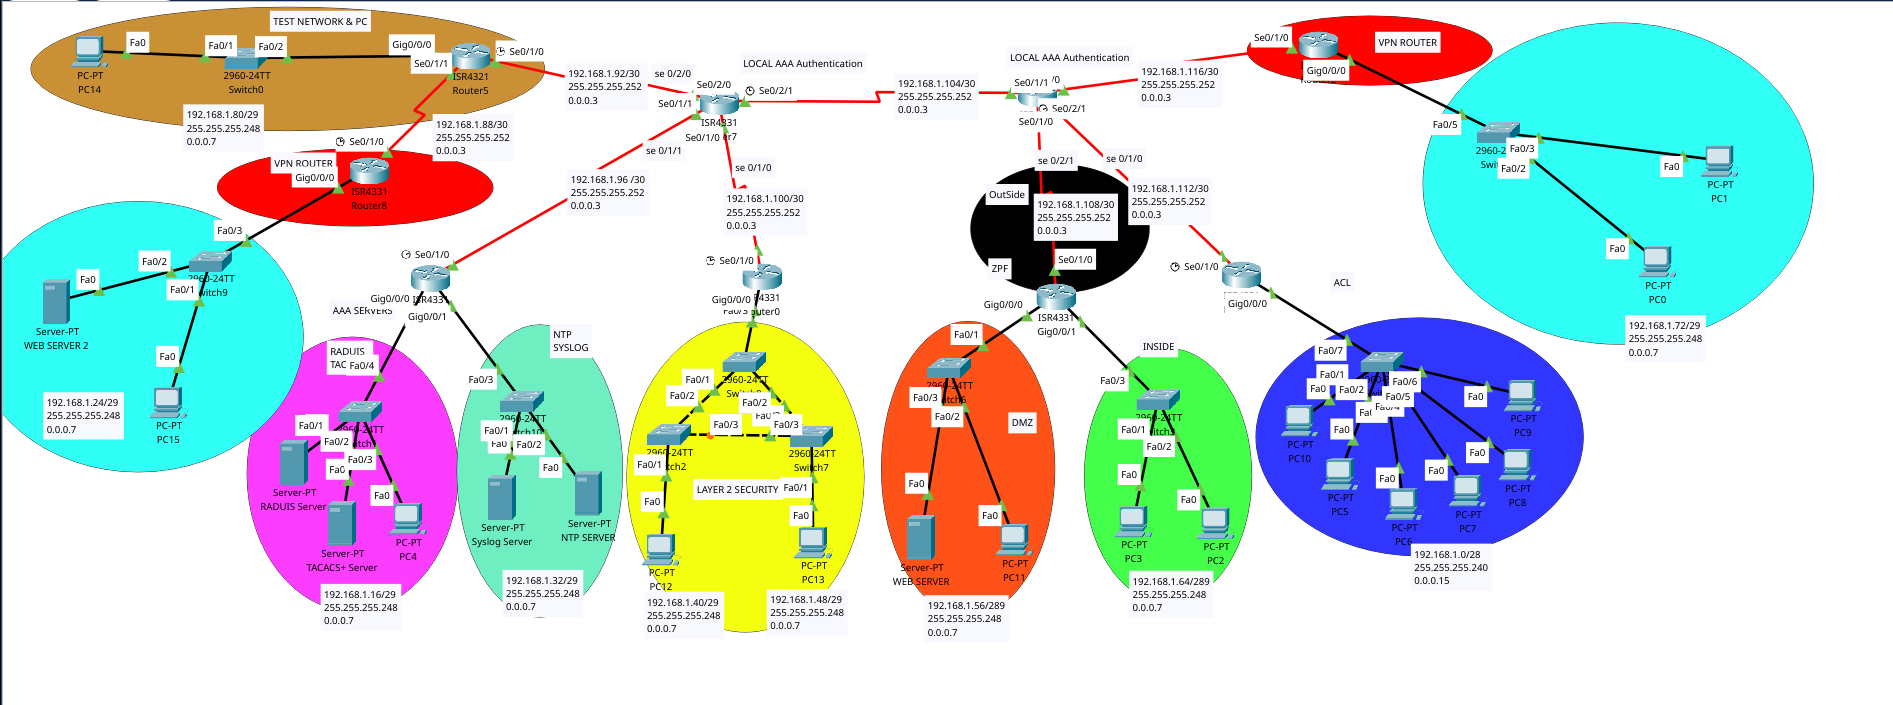 TEST NETWORK & PC
Fa0
Fa0/1
Fa0/2
Gig0/0/0
Se0/1/0
Se0/1/1
PC-PT
PC14
2960-24TT
Switch0
ISR4321
Router5
192.168.1.80/29
255.255.255.248
0.0.0.7
192.168.1.92/30
255.255.255.252
0.0.0.3
se 0/2/0
Se0/2/0
Se0/1/1
LOCAL AAA Authentication
Se0/2/1
ISR4331
Se0/1/0
se 0/1/1
se 0/1/0
192.168.1.88/30
255.255.255.252
0.0.0.3
Se0/1/0
VPN ROUTER
Gig0/0/0
ISR4331
Router8
192.168.1.96 /30
255.255.255.252
0.0.0.3
192.168.1.100/30
255.255.255.252
0.0.0.3
192.168.1.104/30
255.255.255.252
0.0.0.3
LOCAL AAA Authentication
Se0/1/1
Se0/2/1
Se0/1/0
192.168.1.116/30
255.255.255.252
0.0.0.3
Se0/1/0
VPN ROUTER
Gig0/0/0
Fa0/5
Fa0/3
Fa0/2
Fa0
PC-PT
PC1
Fa0
PC-PT
PC0
192.168.1.72/29
255.255.255.248
0.0.0.7
se 0/2/1
se 0/1/0
OutSide
192.168.1.108/30
255.255.255.252
0.0.0.3
192.168.1.112/30
255.255.255.252
0.0.0.3
ZPF
Se0/1/0
Se0/1/0
Gig0/0/0
ACL
Fa0/3
Fa0/2
Fa0
Fa0/1
2960-24TT
Server-PT
WEB SERVER 2
Fa0
PC-PT
PC15
192.168.1.24/29
255.255.255.248
0.0.0.7
Se0/1/0
Gig0/0/0
Gig0/0/1
AAA SERVERS
RADUIS
Fa0/4
Fa0/1
Fa0/2
Fa0/3
Fa0
Server-PT
RADUIS Server
Server-PT
TACACS+ Server
PC-PT
PC4
192.168.1.16/29
255.255.255.248
0.0.0.7
NTP
SYSLOG
Fa0/3
2960-24TT
Fa0/1
Fa0/2
Fa0
Fa0
Server-PT
Syslog Server
Server-PT
NTP SERVER
192.168.1.32/29
255.255.255.248
0.0.0.7
Se0/1/0
Gig0/0/0
Fa0/1
2960-24TT
Fa0/2
Fa0/2
Fa0/3
Fa0/3
2960-24TT
2960-24TT
Switch7
Fa0/1
LAYER 2 SECURITY
Fa0/1
Fa0
Fa0
PC-PT
PC12
PC-PT
PC13
192.168.1.40/29
255.255.255.248
0.0.0.7
192.168.1.48/29
255.255.255.248
0.0.0.7
Gig0/0/0
ISR4331
Gig0/0/1
Fa0/1
2960-24TT
Fa0/3
Fa0/2
DMZ
Fa0
Fa0
Server-PT
WEB SERVER
PC-PT
PC11
192.168.1.56/289
255.255.255.248
0.0.0.7
INSIDE
Fa0/3
2960-24TT
Fa0/1
Fa0/2
Fa0
Fa0
PC-PT
PC3
PC-PT
PC2
192.168.1.64/289
255.255.255.248
0.0.0.7
Fa0/7
Fa0/1
Fa0/2
Fa0/6
Fa0/5
Fa0
Fa0
Fa0
Fa0
Fa0
Fa0
PC-PT
PC10
PC-PT
PC5
PC-PT
PC6
PC-PT
PC7
PC-PT
PC8
PC-PT
PC9
192.168.1.0/28
255.255.255.240
0.0.0.15